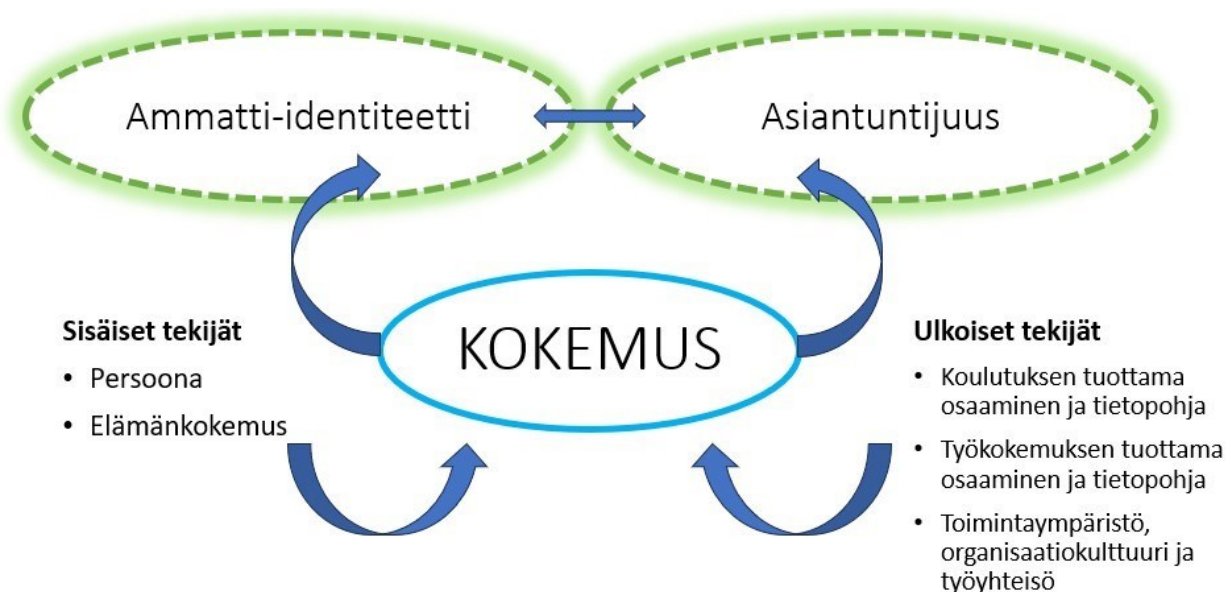 Ammatti-identiteetti
Asiantuntijuus
KOKEMUS
Sisäiset tekijät
• Persoona
• Elämänkokemus
Ulkoiset tekijät
• Koulutuksen tuottama
osaaminen ja tietopohja
• Työkokemuksen tuottama
osaaminen ja tietopohja
• Toimintaympäristö,
organisaatiokulttuuri ja
työyhteisö